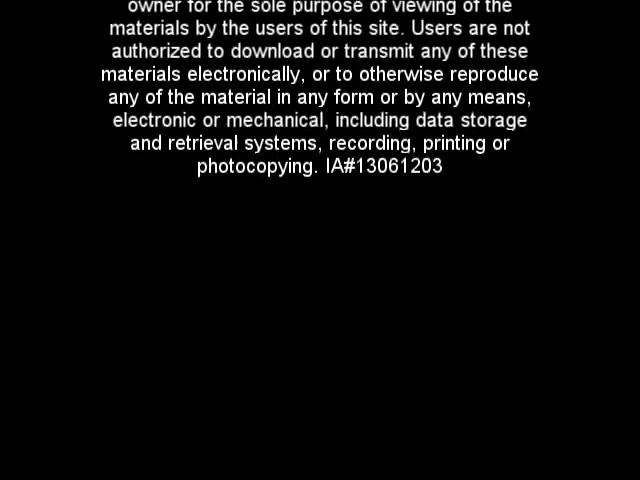 owner for the sole purpose of viewing of the
materials by the users of this site. Users are not
authorized to download or transmit any of these
materials electronically, or to otherwise reproduce
any of the material in any form or by any means,
electronic or mechanical, including data storage
and retrieval systems, recording, printing or
photocopying. IA#13061203